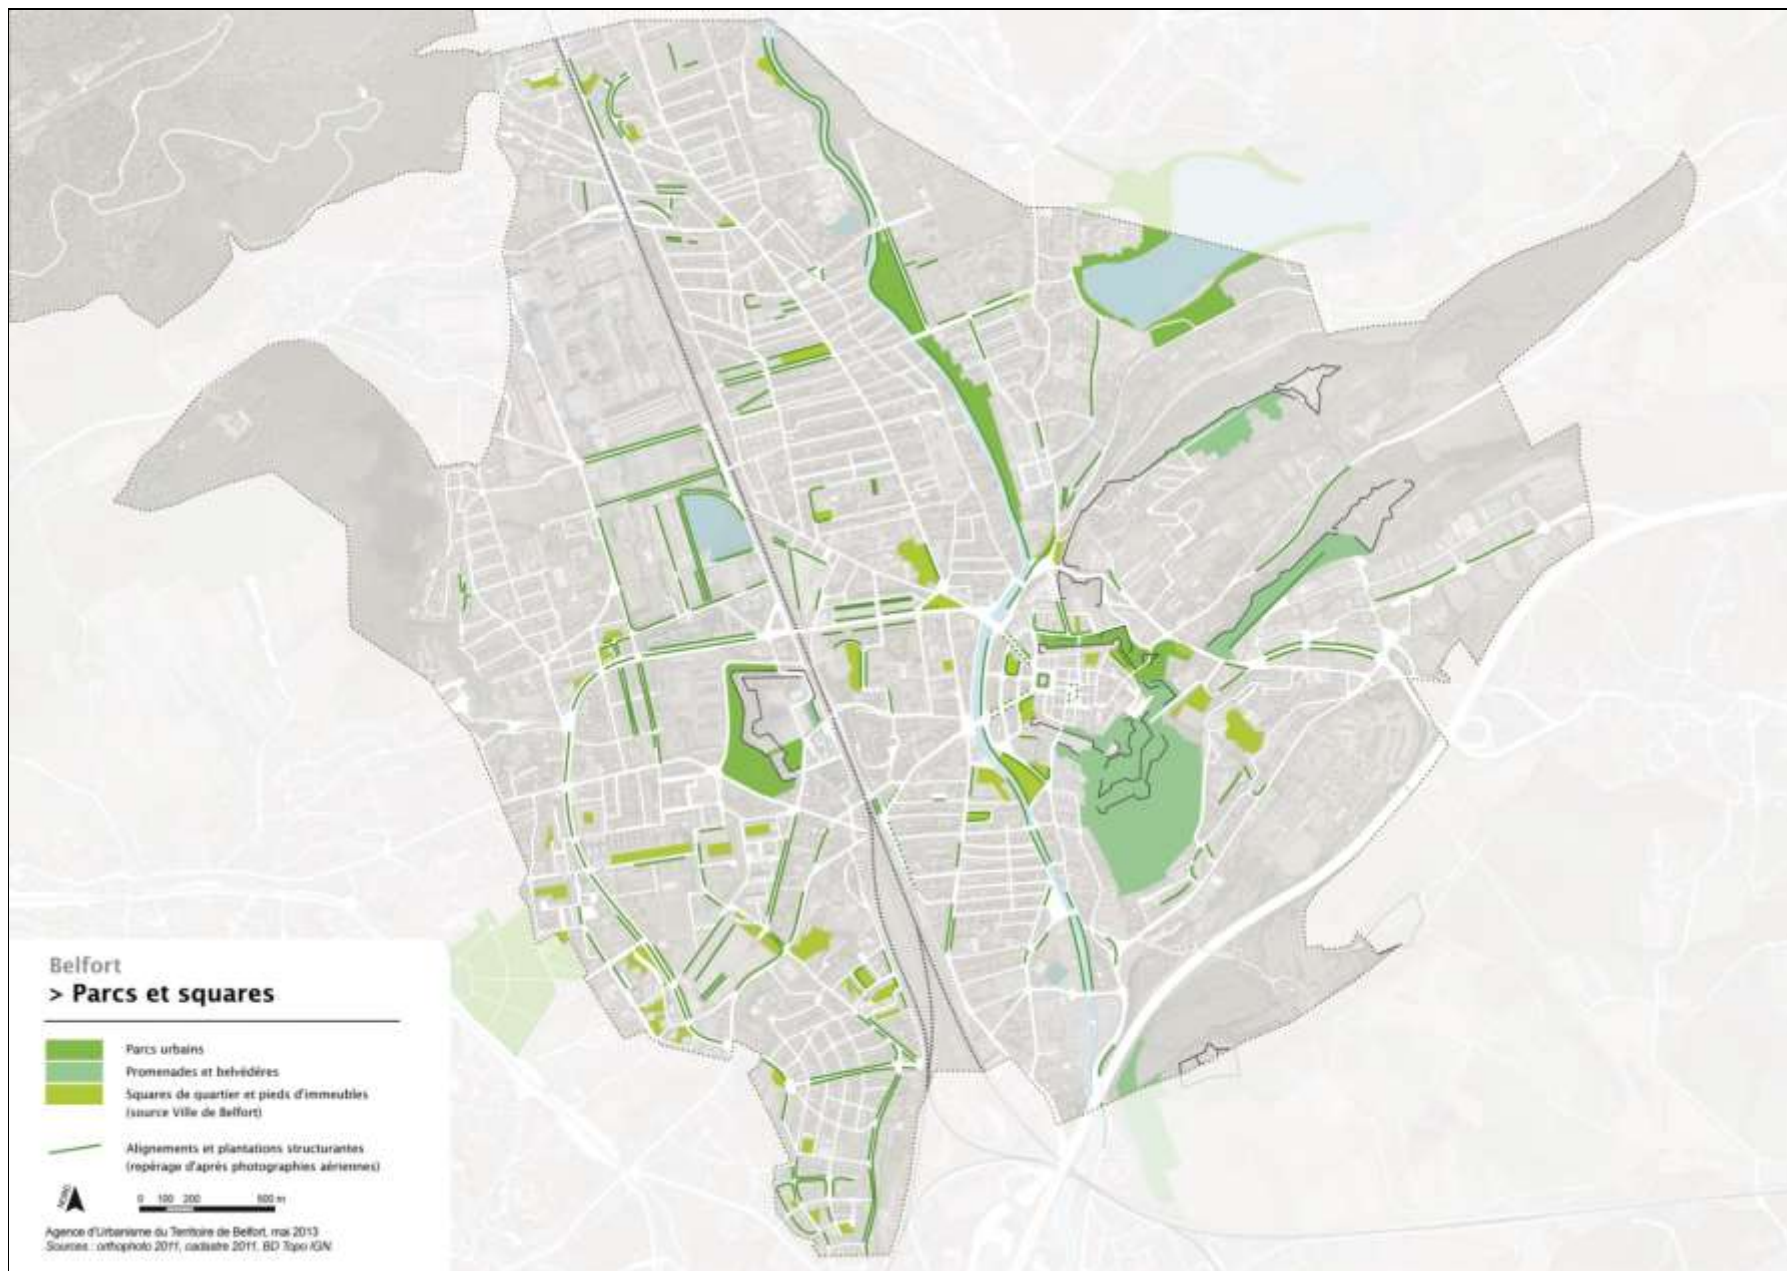 Belfort
> Parcs et squares
Parcs urbains
Promenades et belvédères
Squares de quartier et pieds d'immeubles
(source Ville de Belfort)
Alignements et plantations structurantes
(repérage d'après photographies aériennes)
NORD
0 100 200 500 m
Agence d'Urbanisme du Territoire de Belfort, mai 2013
Sources : orthophoto 2011, cadastre 2011, BD Topo IGN